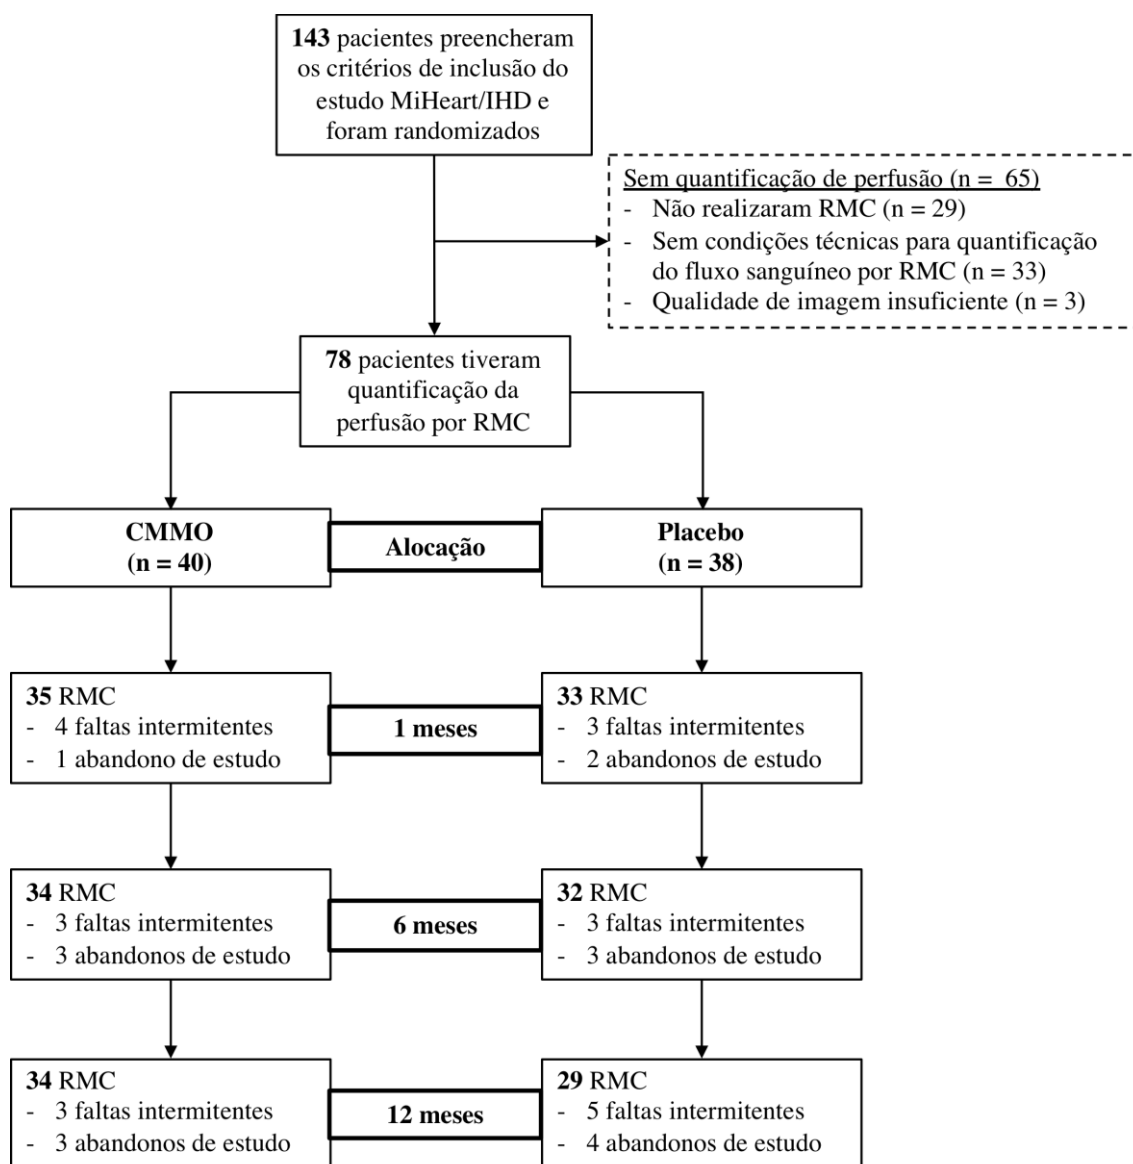 143 pacientes preencheram
os critérios de inclusão do
estudo MiHeart/IHD e
foram randomizados
Sem quantificação de perfusão (n =  65)
- Não realizaram RMC (n = 29)
- Sem condições técnicas para quantificação
do fluxo sanguíneo por RMC (n = 33)
- Qualidade de imagem insuficiente (n = 3)
78 pacientes tiveram
quantificação da
perfusão por RMC
CMMO
(n = 40)
Alocação
Placebo
(n = 38)
35 RMC
- 4 faltas intermitentes
- 1 abandono de estudo
1 meses
33 RMC
- 3 faltas intermitentes
- 2 abandonos de estudo
34 RMC
- 3 faltas intermitentes
- 3 abandonos de estudo
6 meses
32 RMC
- 3 faltas intermitentes
- 3 abandonos de estudo
34 RMC
- 3 faltas intermitentes
- 3 abandonos de estudo
12 meses
29 RMC
- 5 faltas intermitentes
- 4 abandonos de estudo